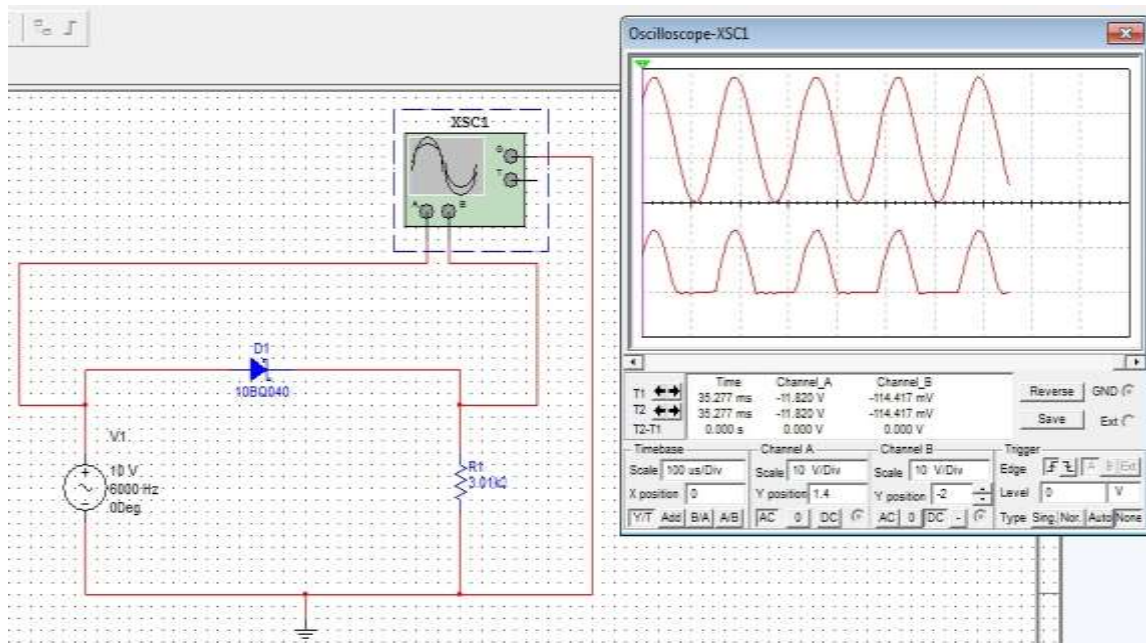 Oscilloscope-XSC1
XSC1
G
T
A B
D1
10BQ040
V1
10 V
6000 Hz
0Deg
R1
3.01kΩ
Time Channel_A Channel_B
T1 35.277 ms -11.820 V -114.417 mV
T2 35.277 ms -11.820 V -114.417 mV
T2-T1 0.000 s 0.000 V 0.000 V
Reverse GND
Save Ext
Timebase Channel A Channel B Trigger
Scale 100 us/Div Scale 10 V/Div Scale 10 V/Div Edge A B Ext
X position 0 Y position 1.4 Y position -2 Level 0 V
Y/T Add B/A A/B AC 0 DC AC 0 DC - Type Sing. Nor. Auto None